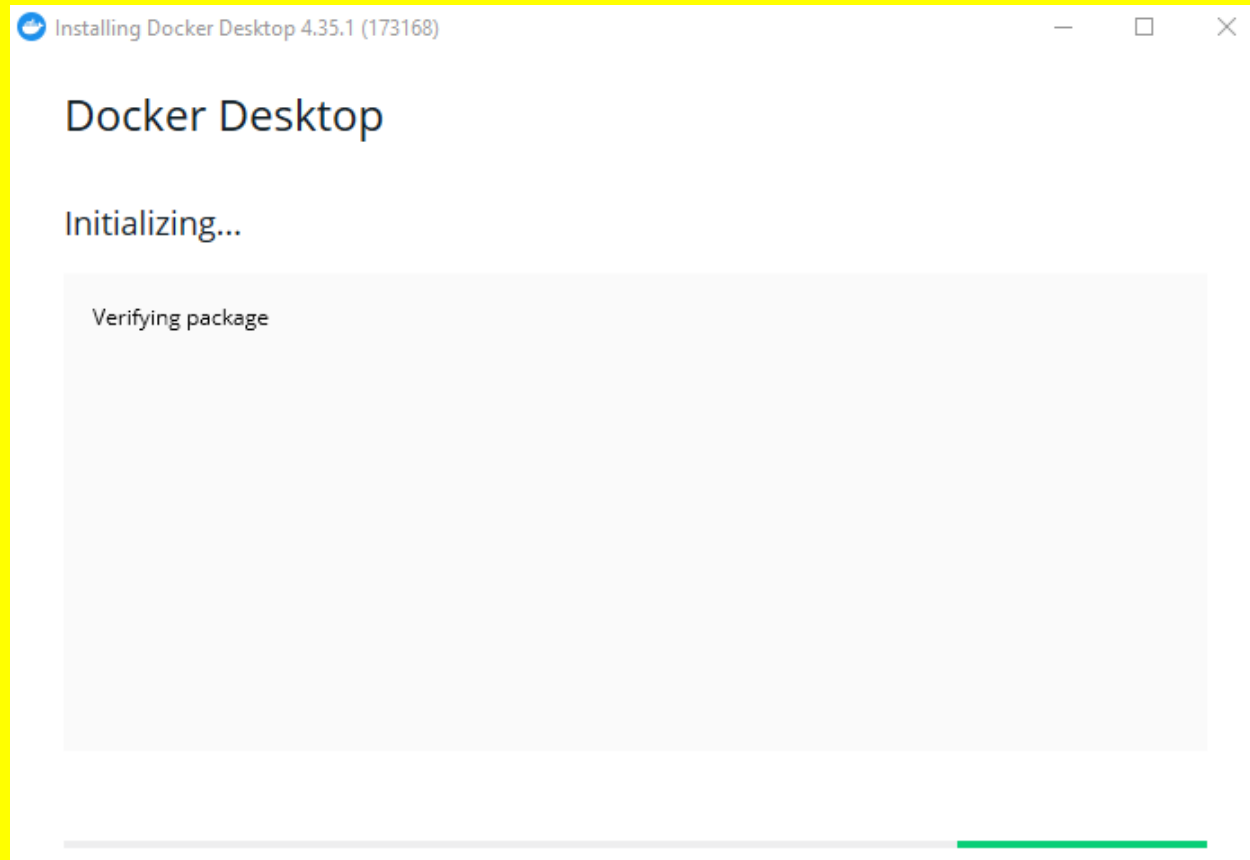 Installing Docker Desktop 4.35.1 (173168)
Docker Desktop
Initializing...
Verifying package